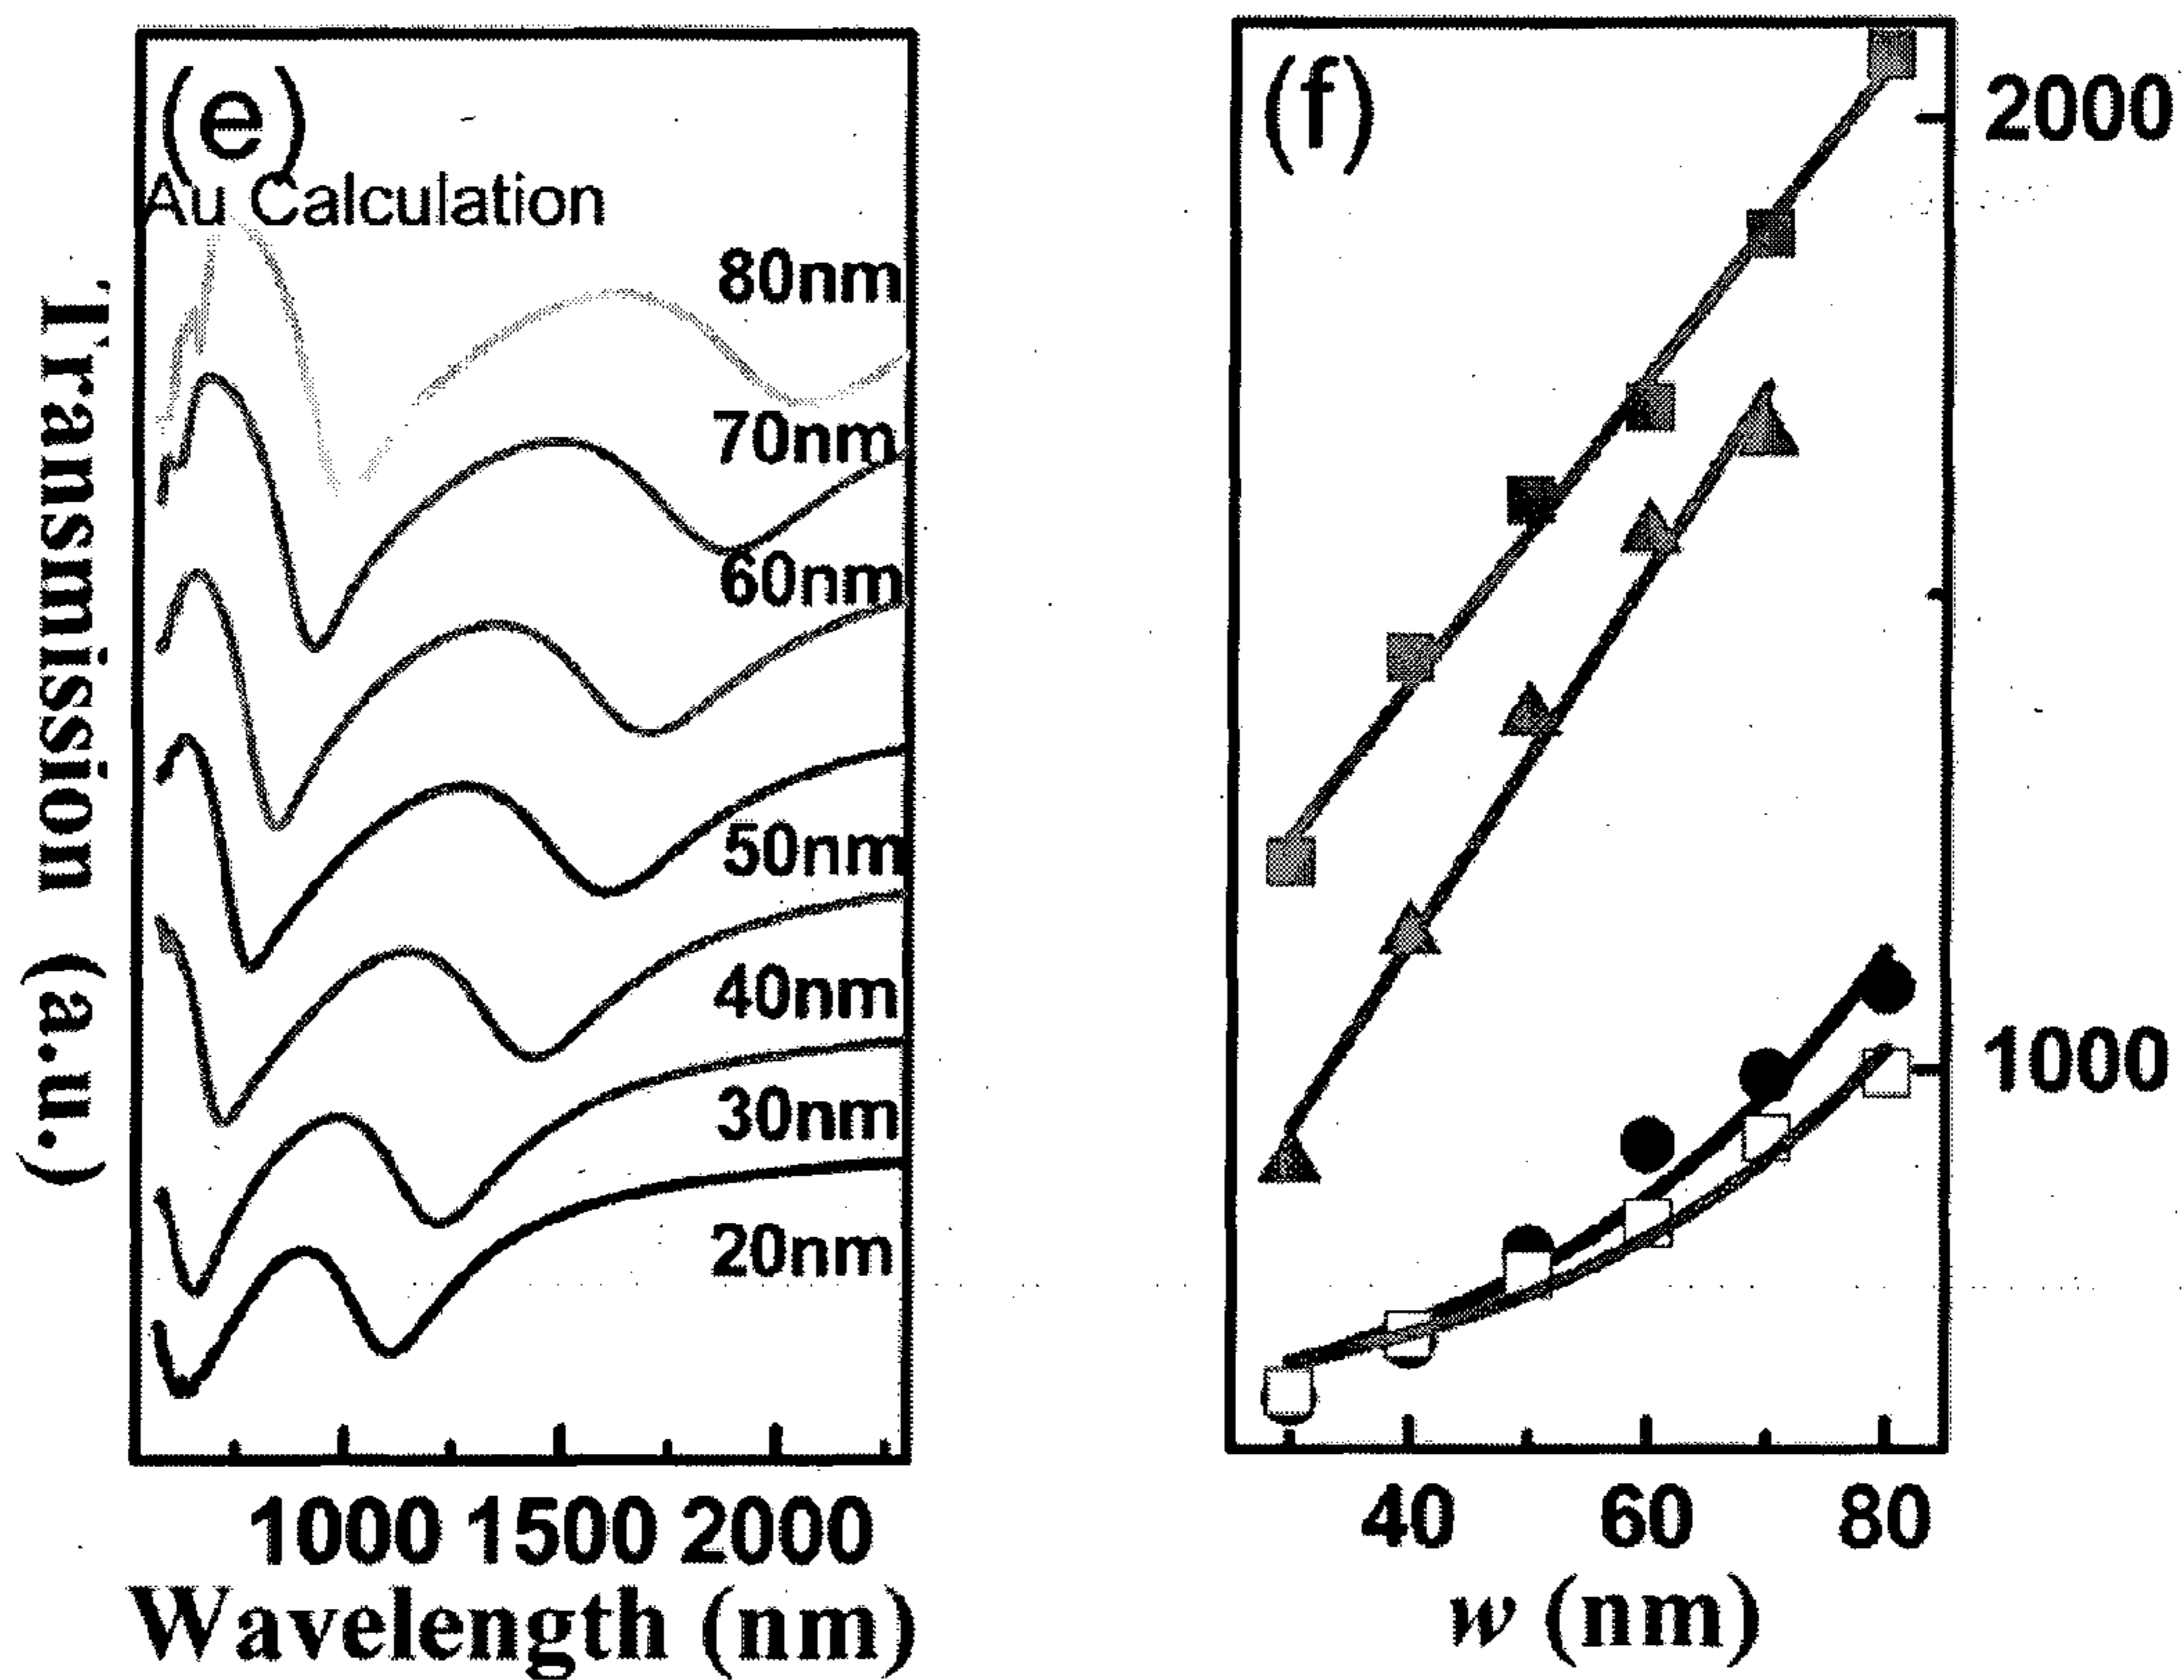 (e)
Au Calculation
80nm
70nm
60nm
50nm
40nm
30nm
20nm
Transmission (a.u.)
1000 1500 2000
Wavelength (nm)
(f)
2000
1000
40 60 80
w (nm)